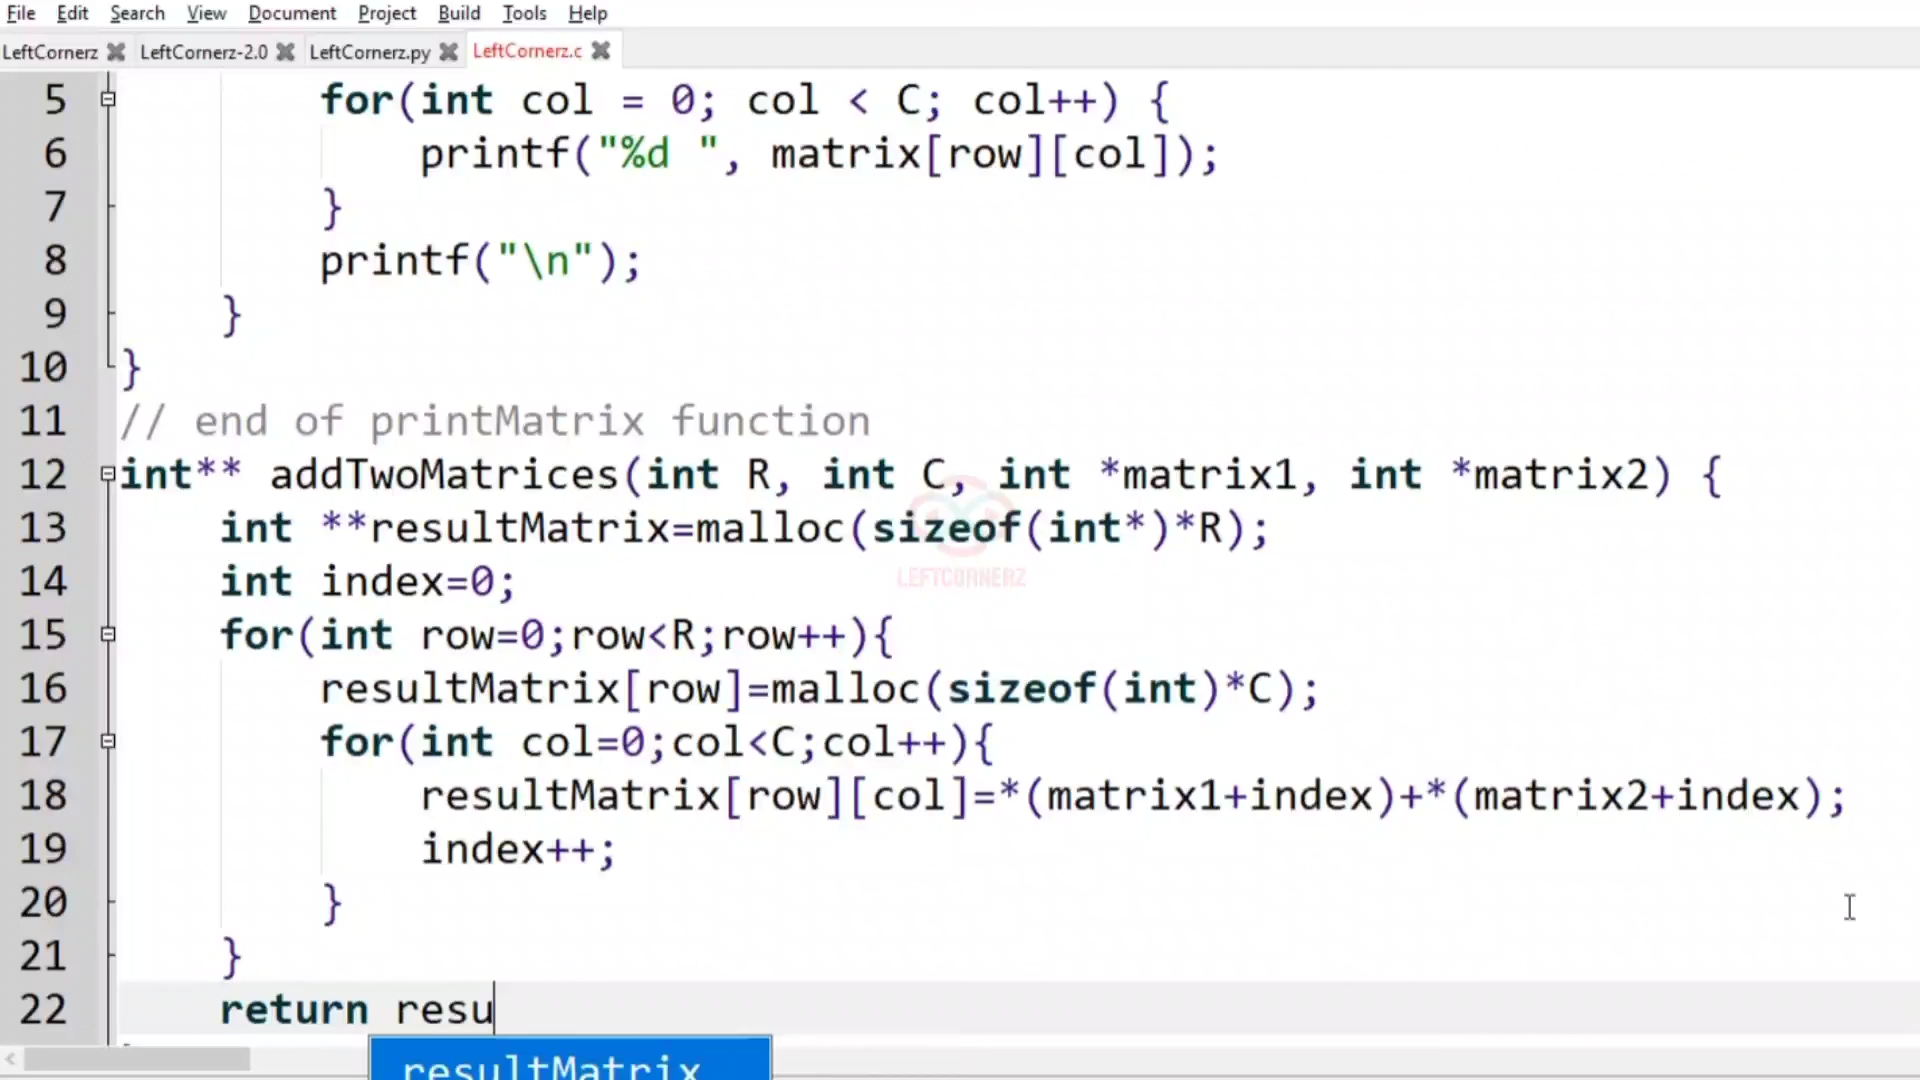 File Edit Search View Document Project Build Tools Help
LeftCornerz LeftCornerz-2.0 LeftCornerz.py LeftCornerz.c
5 for(int col = 0; col < C; col++) {
6 printf("%d ", matrix[row][col]);
7 }
8 printf("\n");
9 }
10 }
11 // end of printMatrix function
12 int** addTwoMatrices(int R, int C, int *matrix1, int *matrix2) {
13 int **resultMatrix=malloc(sizeof(int*)*R);
14 int index=0;
LEFTCORNERZ
15 for(int row=0;row<R;row++){
16 resultMatrix[row]=malloc(sizeof(int)*C);
17 for(int col=0;col<C;col++){
18 resultMatrix[row][col]=*(matrix1+index)+*(matrix2+index);
19 index++;
20 }
21 }
22 return resu
resultMatrix